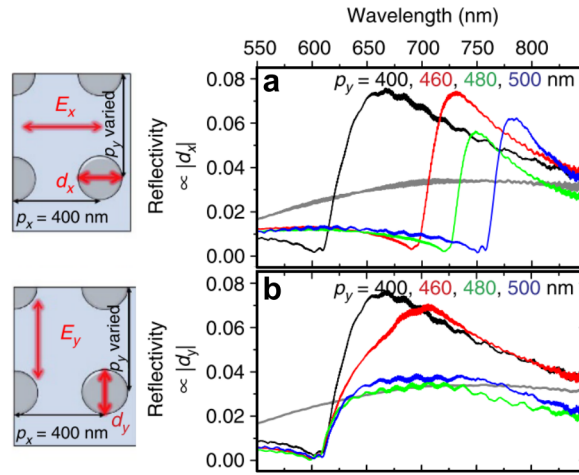 Wavelength (nm)
550 600 650 700 750 800
a
p_y = 400, 460, 480, 500 nm
0.08
0.06
0.04
0.02
0.00
Reflectivity
∝ |d_x|
E_x
d_x
p_y varied
p_x = 400 nm
b
p_y = 400, 460, 480, 500 nm
0.08
0.06
0.04
0.02
0.00
Reflectivity
∝ |d_y|
E_y
d_y
p_y varied
p_x = 400 nm